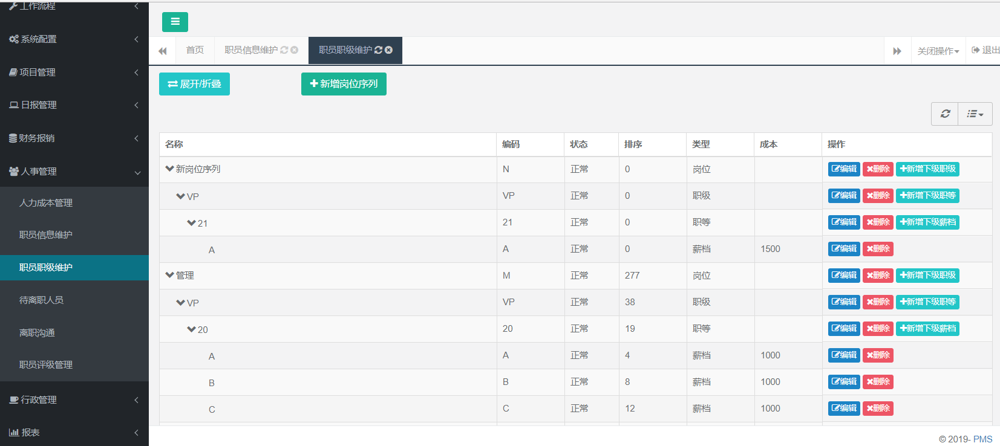 工作流程
系统配置
项目管理
日报管理
财务报销
人事管理
人力成本管理
职员信息维护
职员职级维护
待离职人员
离职沟通
职员评级管理
行政管理
报表
首页 职员信息维护 职员职级维护 关闭操作 退出
展开/折叠 新增岗位序列
名称 编码 状态 排序 类型 成本 操作
新岗位序列 N 正常 0 岗位 编辑 删除 新增下级职级
VP VP 正常 0 职级 编辑 删除 新增下级职等
21 21 正常 0 职等 编辑 删除 新增下级薪档
A A 正常 0 薪档 1500 编辑 删除
管理 M 正常 277 岗位 编辑 删除 新增下级职级
VP VP 正常 38 职级 编辑 删除 新增下级职等
20 20 正常 19 职等 编辑 删除 新增下级薪档
A A 正常 4 薪档 1000 编辑 删除
B B 正常 8 薪档 1000 编辑 删除
C C 正常 12 薪档 1000 编辑 删除
© 2019- PMS